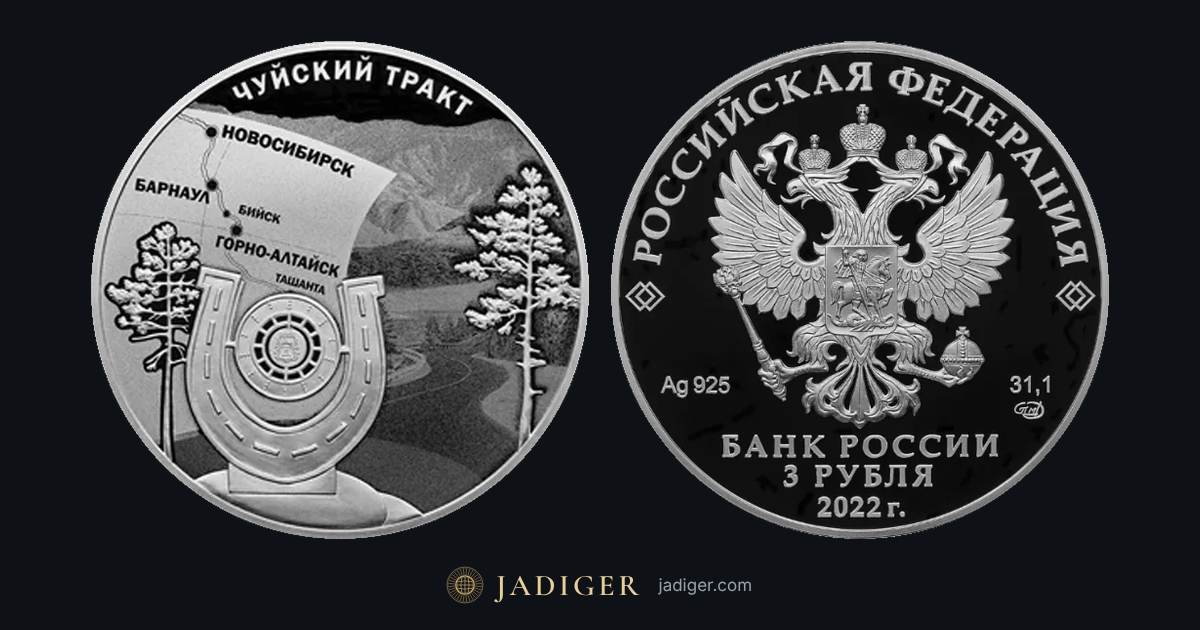 ЧУЙСКИЙ ТРАКТ
НОВОСИБИРСК
БАРНАУЛ
БИЙСК
ГОРНО-АЛТАЙСК
ТАШАНТА
РОССИЙСКАЯ ФЕДЕРАЦИЯ
Ag 925
31,1
БАНК РОССИИ
3 РУБЛЯ
2022 г.
JADIGER
jadiger.com